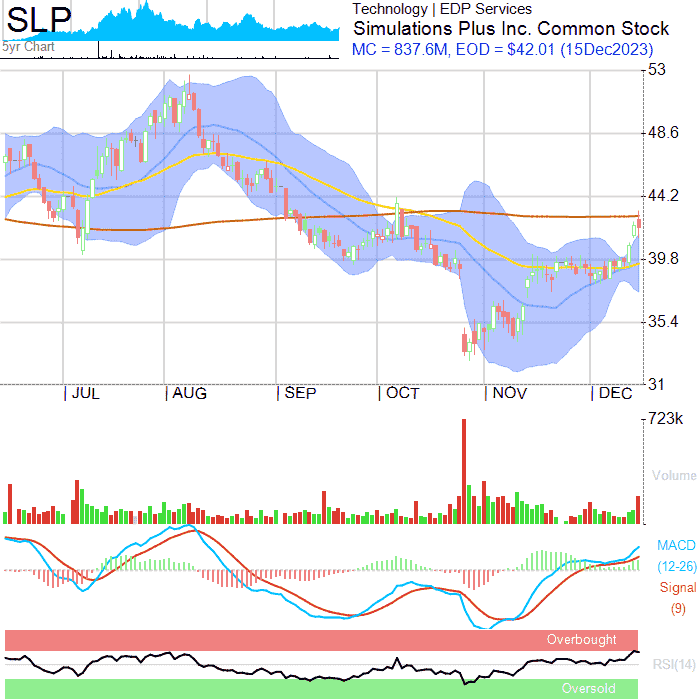 SLP
5yr Chart
Technology | EDP Services
Simulations Plus Inc. Common Stock
MC = 837.6M, EOD = $42.01 (15Dec2023)
53
48.6
44.2
39.8
35.4
31
JUL AUG SEP OCT NOV DEC
723k
Volume
MACD
(12-26)
Signal
(9)
Overbought
RSI(14)
Oversold